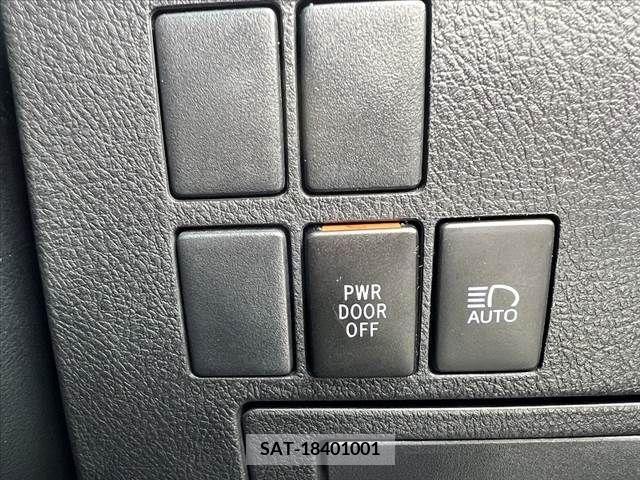 PWR
DOOR
OFF
AUTO
SAT-18401001